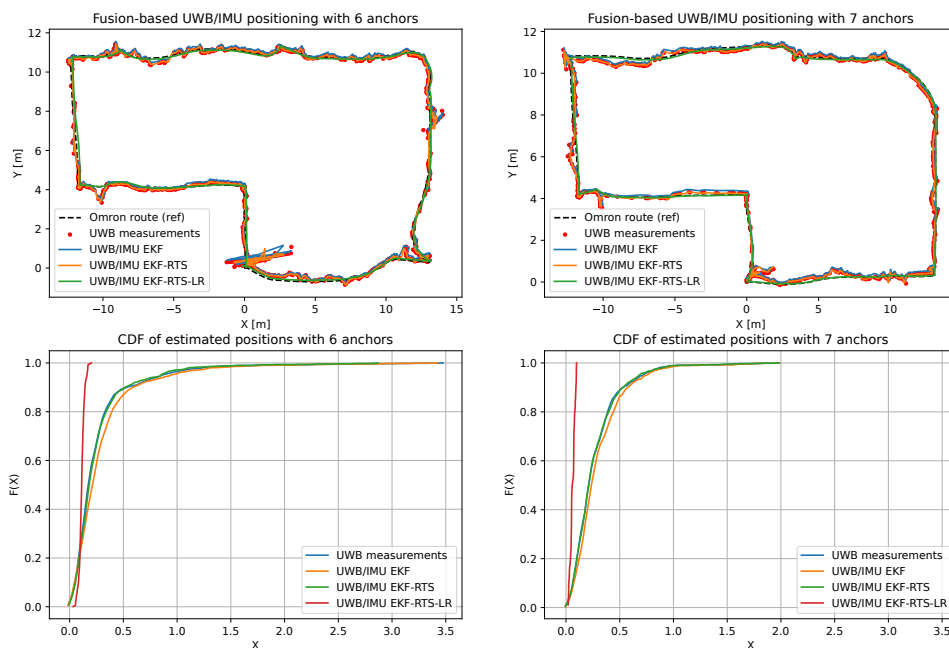 Fusion-based UWB/IMU positioning with 6 anchors
12
10
8
6
4
2
0
Y [m]
Omron route (ref)
UWB measurements
UWB/IMU EKF
UWB/IMU EKF-RTS
UWB/IMU EKF-RTS-LR
−10
−5
0
5
10
15
X [m]
Fusion-based UWB/IMU positioning with 7 anchors
12
10
8
6
4
2
0
Y [m]
Omron route (ref)
UWB measurements
UWB/IMU EKF
UWB/IMU EKF-RTS
UWB/IMU EKF-RTS-LR
−10
−5
0
5
10
X [m]
CDF of estimated positions with 6 anchors
1.0
0.8
0.6
0.4
0.2
0.0
F(X)
UWB measurements
UWB/IMU EKF
UWB/IMU EKF-RTS
UWB/IMU EKF-RTS-LR
0.0
0.5
1.0
1.5
2.0
2.5
3.0
3.5
X
CDF of estimated positions with 7 anchors
1.0
0.8
0.6
0.4
0.2
0.0
F(X)
UWB measurements
UWB/IMU EKF
UWB/IMU EKF-RTS
UWB/IMU EKF-RTS-LR
0.0
0.5
1.0
1.5
2.0
2.5
3.0
3.5
X